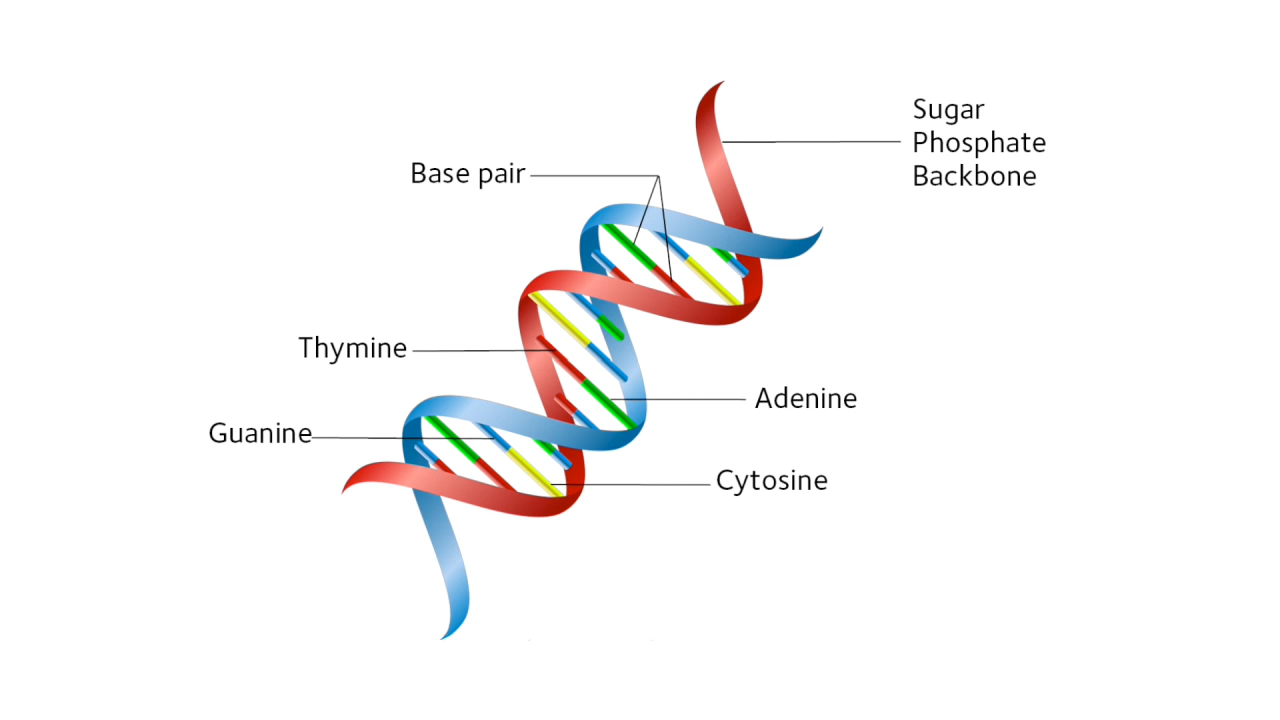 Sugar
Phosphate
Backbone
Base pair
Thymine
Adenine
Guanine
Cytosine